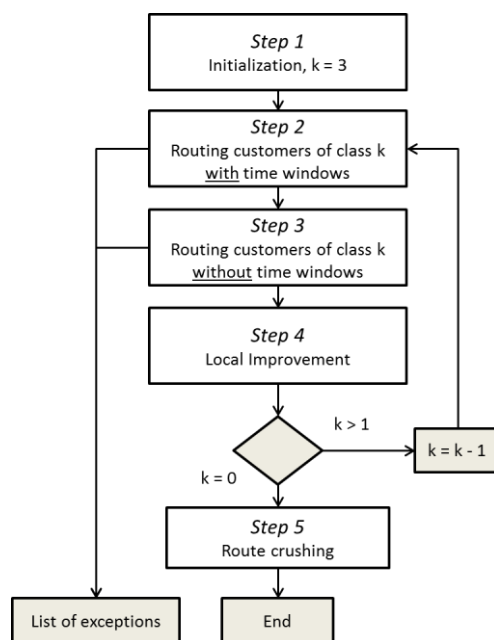 Step 1
Initialization, k = 3
Step 2
Routing customers of class k
with time windows
Step 3
Routing customers of class k
without time windows
Step 4
Local Improvement
k > 1
k = k - 1
k = 0
Step 5
Route crushing
List of exceptions
End